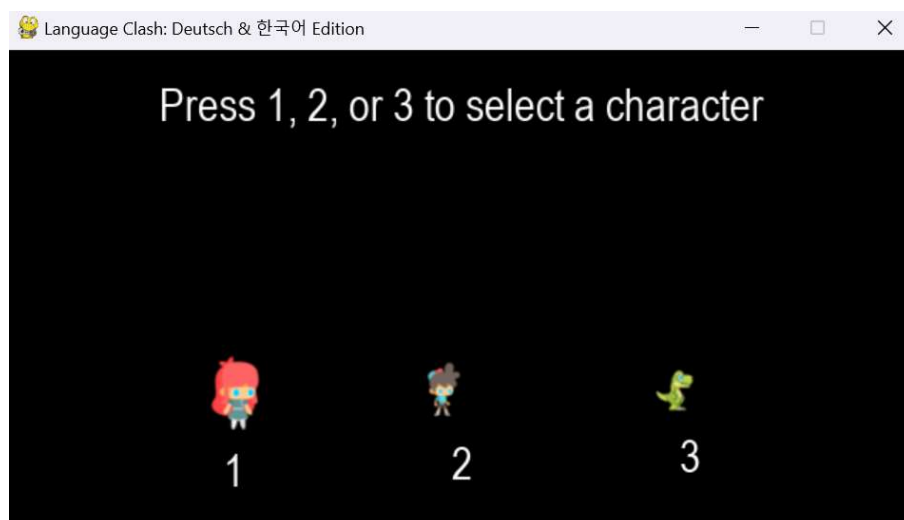 Language Clash: Deutsch & 한국어 Edition
Press 1, 2, or 3 to select a character
1 2 3